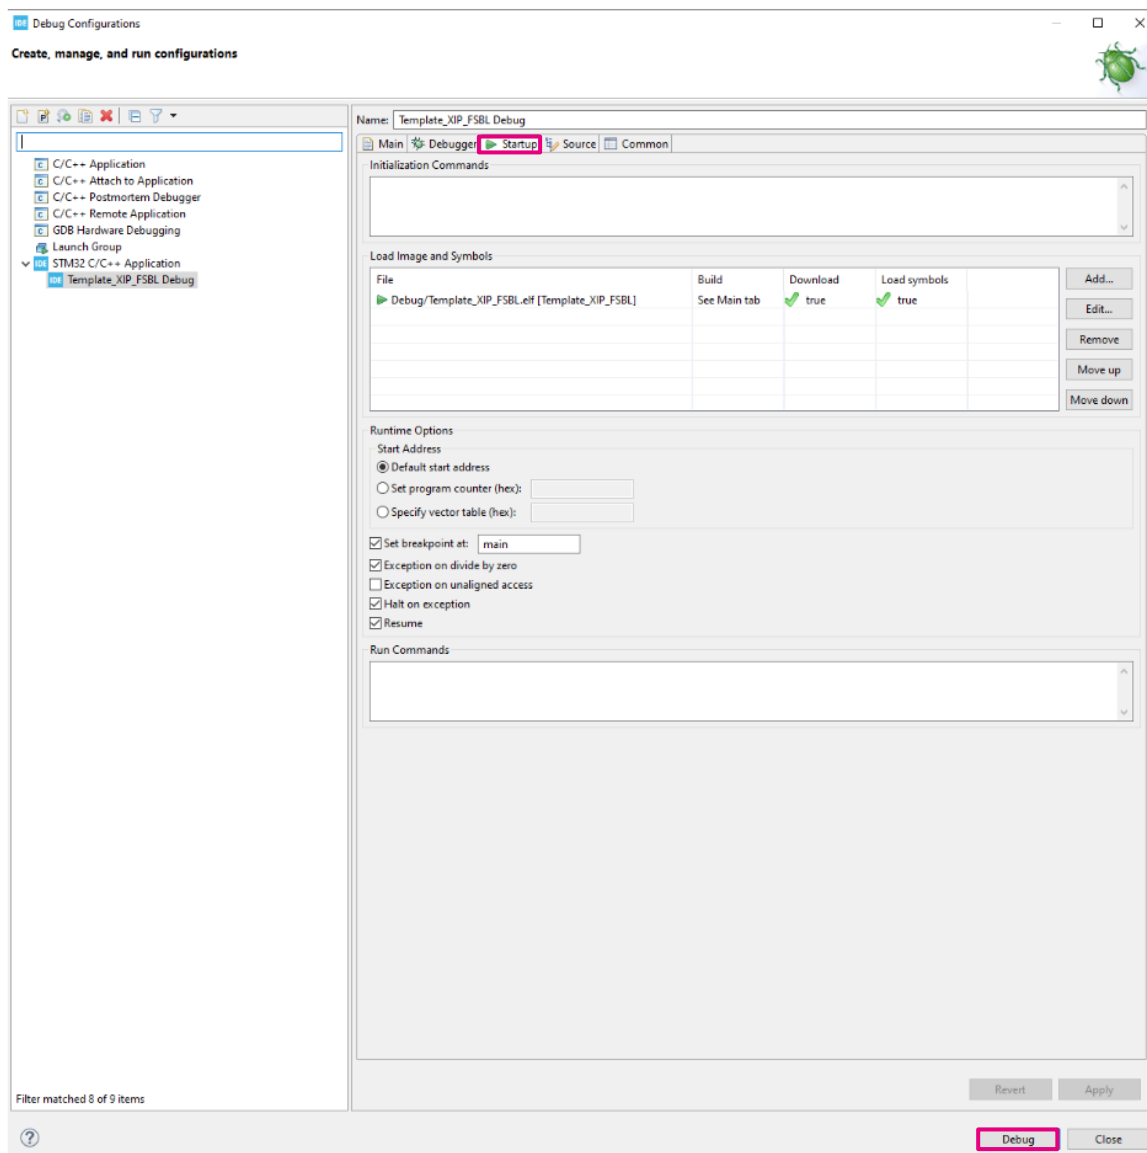 IDE Debug Configurations
Create, manage, and run configurations
C/C++ Application
C/C++ Attach to Application
C/C++ Postmortem Debugger
C/C++ Remote Application
GDB Hardware Debugging
Launch Group
IDE STM32 C/C++ Application
IDE Template_XIP_FSBL Debug
Filter matched 8 of 9 items
Name: Template_XIP_FSBL Debug
Main Debugger Startup Source Common
Initialization Commands
Load Image and Symbols
File Build Download Load symbols
Debug/Template_XIP_FSBL.elf [Template_XIP_FSBL] See Main tab true true
Add...
Edit...
Remove
Move up
Move down
Runtime Options
Start Address
Default start address
Set program counter (hex):
Specify vector table (hex):
Set breakpoint at: main
Exception on divide by zero
Exception on unaligned access
Halt on exception
Resume
Run Commands
Revert Apply
Debug Close